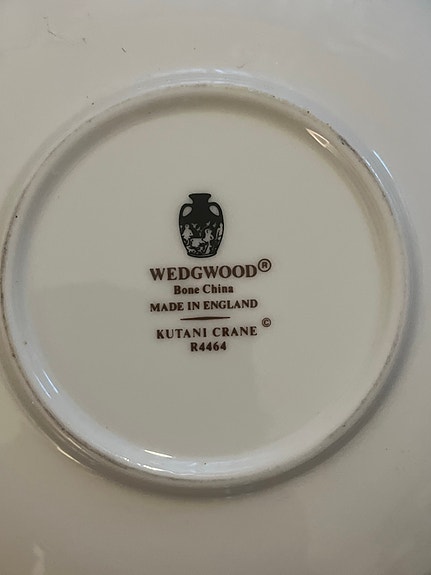 WEDGWOOD®
Bone China
MADE IN ENGLAND
KUTANI CRANE ©
R4464